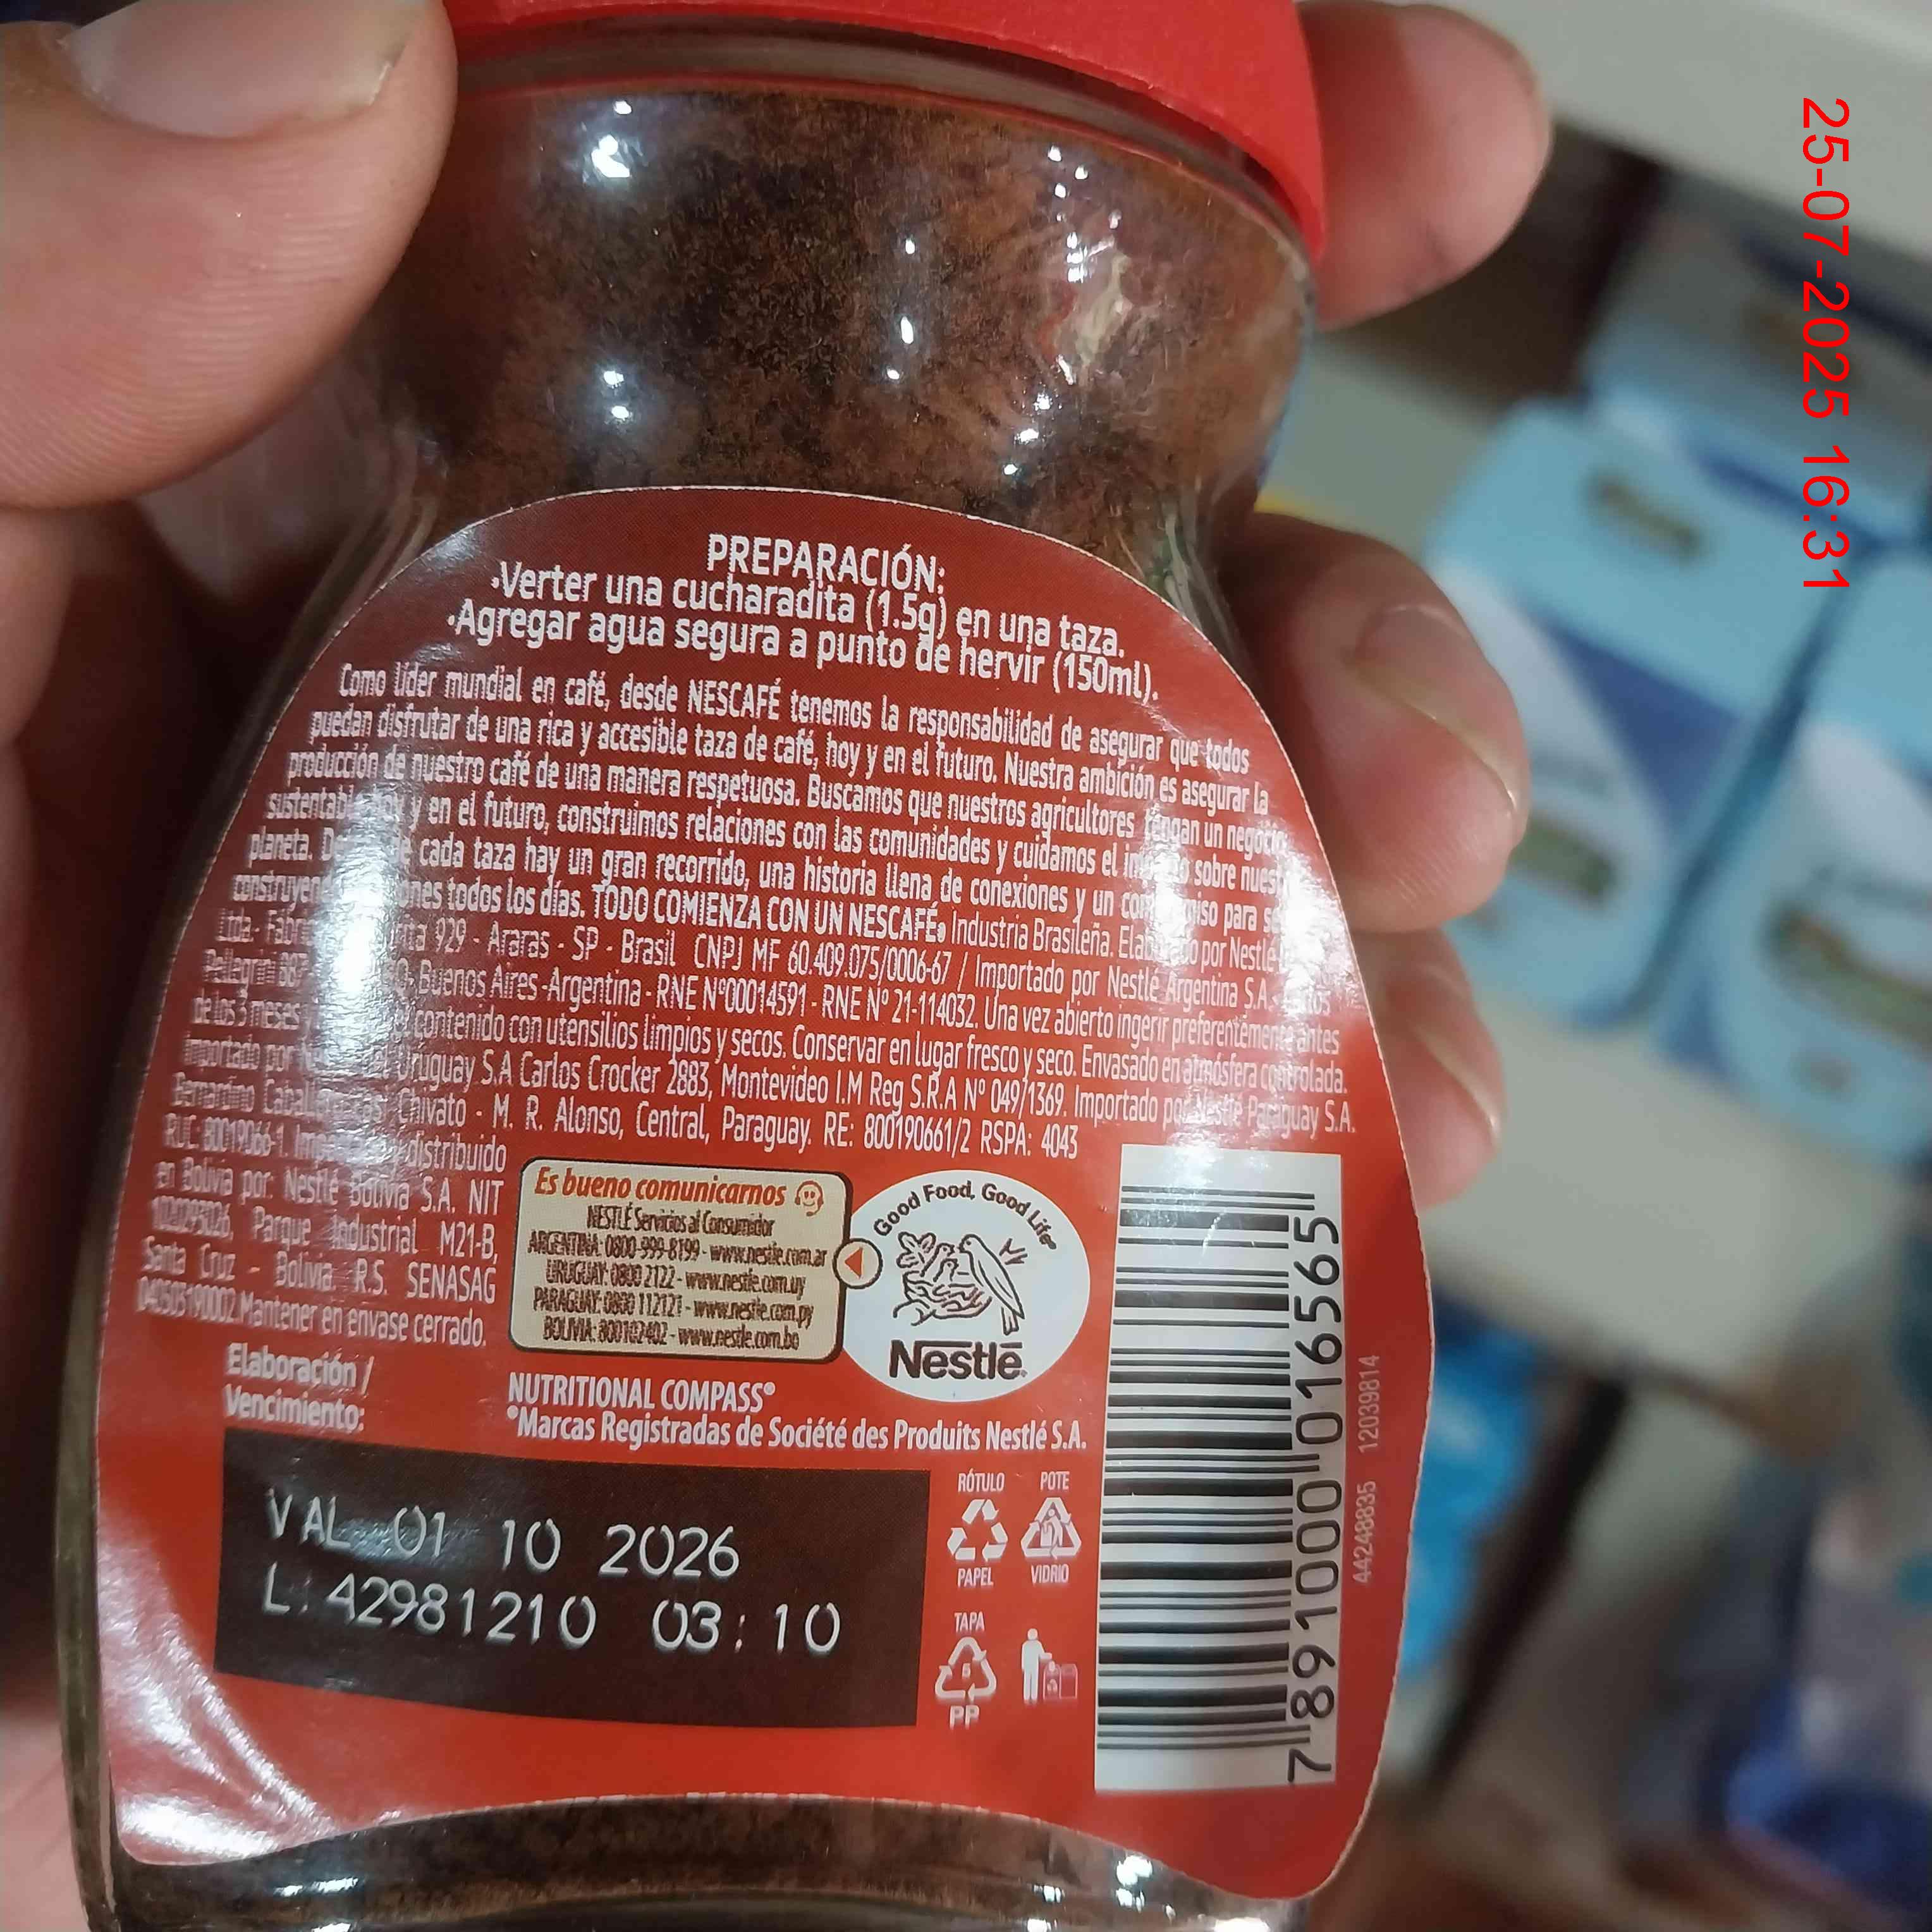 PREPARACIÓN:
•Verter una cucharadita (1.5g) en una taza.
•Agregar agua segura a punto de hervir (150ml).
Como líder mundial en café, desde NESCAFÉ tenemos la responsabilidad de asegurar que todos
puedan disfrutar de una rica y accesible taza de café, hoy y en el futuro. Nuestra ambición es asegurar la
producción de nuestro café de una manera respetuosa. Buscamos que nuestros agricultores tengan un negocio
y en el futuro, construimos relaciones con las comunidades y cuidamos el sobre
planeta. cada taza hay un gran recorrido, una historia llena de conexiones y un para
todos los días. TODO COMIENZA CON UN NESCAFÉ® Industria Brasileña. por Nestlé
Ltda- 929 - Araras - SP - Brasil CNPJ MF 60.409.075/0006-67 / Importado por Nestlé Argentina S.A.
Buenos Aires -Argentina - RNE N°00014591 - RNE N° 21-114032. Una vez abierto ingerir preferentemente antes
de los 3 meses contenido con utensilios limpios y secos. Conservar en lugar fresco y seco. Envasado en atmósfera controlada.
Importado por Uruguay S.A Carlos Crocker 2883, Montevideo I.M Reg S.R.A N° 049/1369. Importado por Nestlé Paraguay S.A.
Bernardino Chivato - M. R. Alonso, Central, Paraguay. RE: 800190661/2 RSPA: 4043
RUC 80019066-1. distribuido
en Bolivia por: Nestlé Bolivia S.A. NIT
Parque Industrial M21-B,
Santa Cruz - Bolivia. R.S. SENASAG
Mantener en envase cerrado.
Es bueno comunicarnos
NESTLÉ Servicios al Consumidor
ARGENTINA: 0800-999-8199 - www.nestle.com.ar
URUGUAY: 0800 2122 - www.nestle.com.uy
PARAGUAY: 0800 112121 - www.nestle.com.py
BOLIVIA: 800102402 - www.nestle.com.bo
Good Food, Good Life®
Nestlé®
Elaboración /
Vencimiento:
NUTRITIONAL COMPASS®
®Marcas Registradas de Société des Produits Nestlé S.A.
VAL 01 10 2026
L: 42981210 03:10
RÓTULO POTE
PAPEL VIDRIO
TAPA
PP
7 891000 016565
44248835 12039814
25-07-2025 16:31